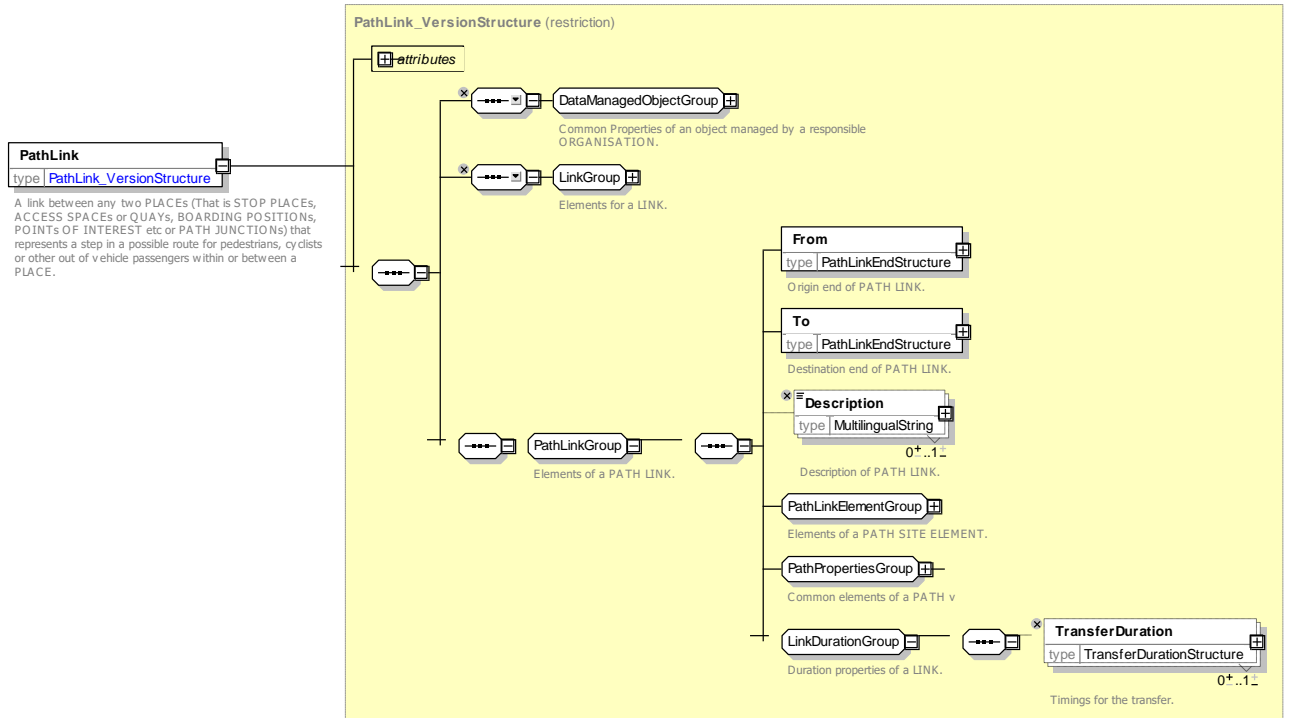 PathLink_VersionStructure (restriction)
attributes
DataManagedObjectGroup
Common Properties of an object managed by a responsible
ORGANISATION.
PathLink
type PathLink_VersionStructure
A link between any two PLACEs (That is STOP PLACEs,
ACCESS SPACEs or QUAYs, BOARDING POSITIONs,
POINTs OF INTEREST etc or PATH JUNCTIONs) that
represents a step in a possible route for pedestrians, cyclists
or other out of vehicle passengers within or between a
PLACE.
LinkGroup
Elements for a LINK.
From
type PathLinkEndStructure
Origin end of PATH LINK.
To
type PathLinkEndStructure
Destination end of PATH LINK.
Description
type MultilingualString
0..1
Description of PATH LINK.
PathLinkGroup
Elements of a PATH LINK.
PathLinkElementGroup
Elements of a PATH SITE ELEMENT.
PathPropertiesGroup
Common elements of a PATH v
LinkDurationGroup
Duration properties of a LINK.
TransferDuration
type TransferDurationStructure
0..1
Timings for the transfer.